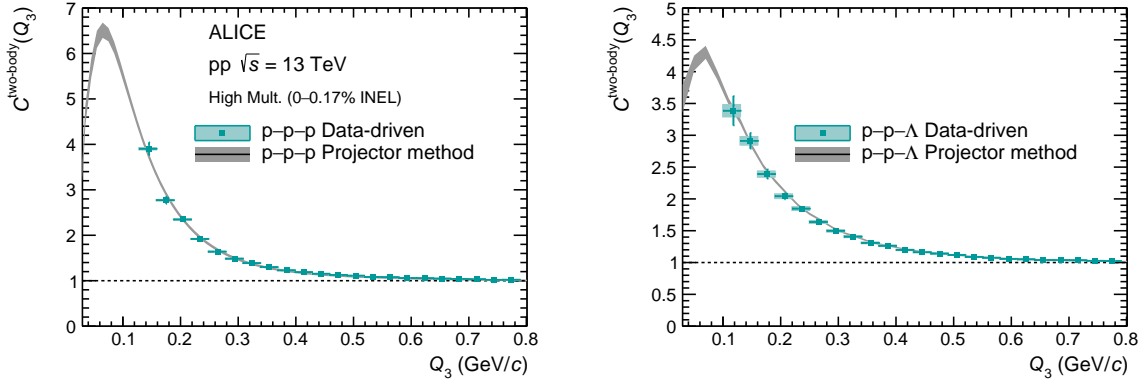 C^two-body(Q_3)
7
6
5
4
3
2
1
0
ALICE
pp √s = 13 TeV
High Mult. (0–0.17% INEL)
p–p–p Data-driven
p–p–p Projector method
0.1 0.2 0.3 0.4 0.5 0.6 0.7 0.8
Q_3 (GeV/c)
C^two-body(Q_3)
5
4.5
4
3.5
3
2.5
2
1.5
1
0.5
0
p–p–Λ Data-driven
p–p–Λ Projector method
0.1 0.2 0.3 0.4 0.5 0.6 0.7 0.8
Q_3 (GeV/c)